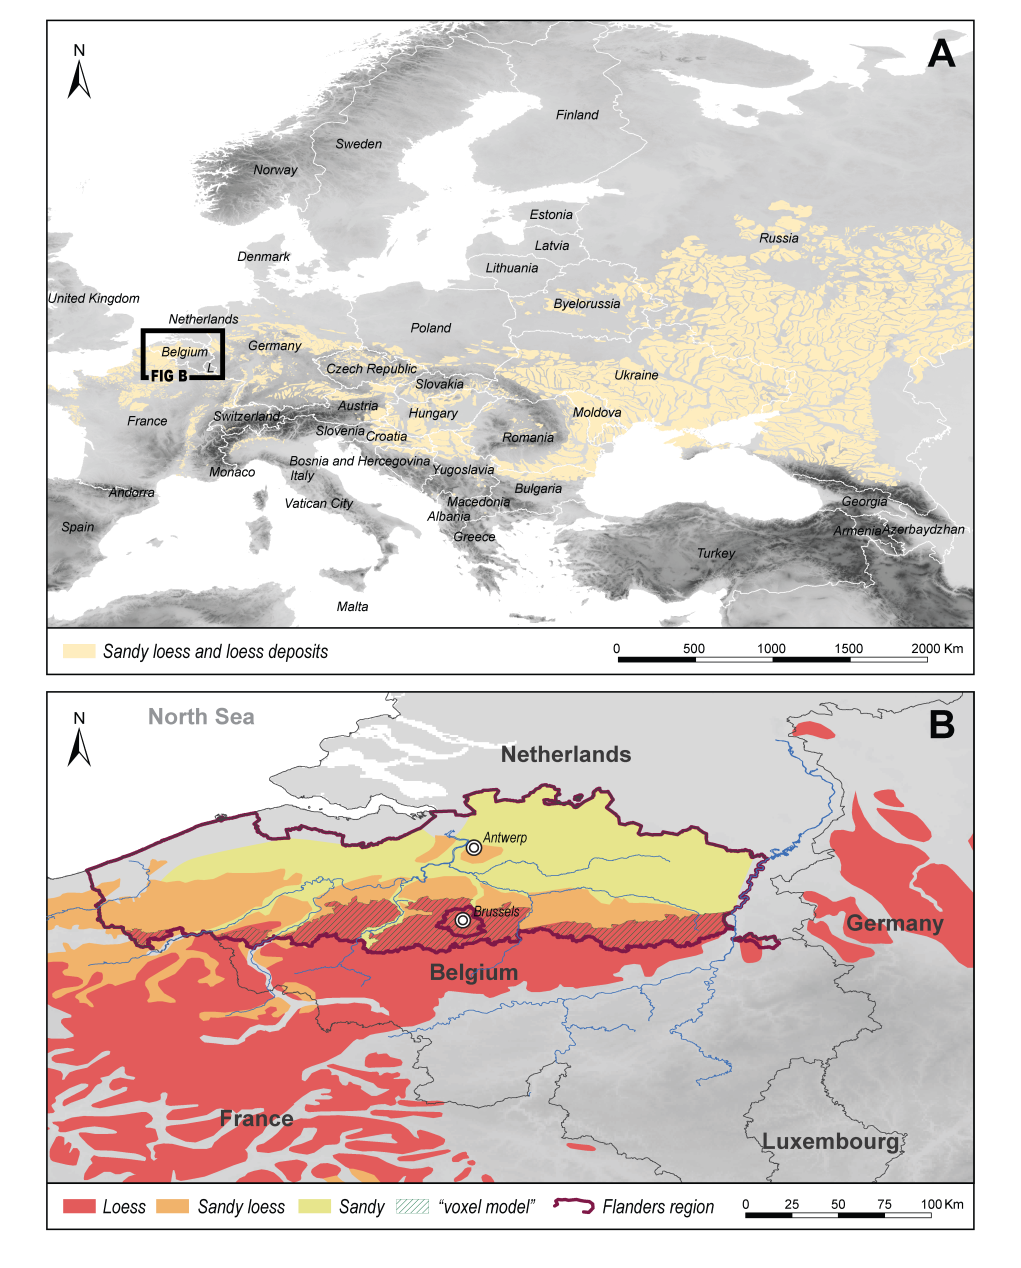 N
A
Finland
Sweden
Norway
Estonia
Russia
Latvia
Denmark
Lithuania
United Kingdom
Byelorussia
Netherlands
Poland
Germany
Belgium
L
FIG B
Czech Republic
Ukraine
Slovakia
Austria
Hungary
Moldova
Switzerland
France
Slovenia
Croatia
Romania
Bosnia and Hercegovina
Monaco
Italy
Yugoslavia
Andorra
Bulgaria
Vatican City
Macedonia
Georgia
Albania
Spain
Armenia
Azerbaydzhan
Greece
Turkey
Malta
Sandy loess and loess deposits
0 500 1000 1500 2000 Km
N
North Sea
B
Netherlands
Antwerp
Brussels
Germany
Belgium
France
Luxembourg
Loess
Sandy loess
Sandy
“voxel model”
Flanders region
0 25 50 75 100 Km